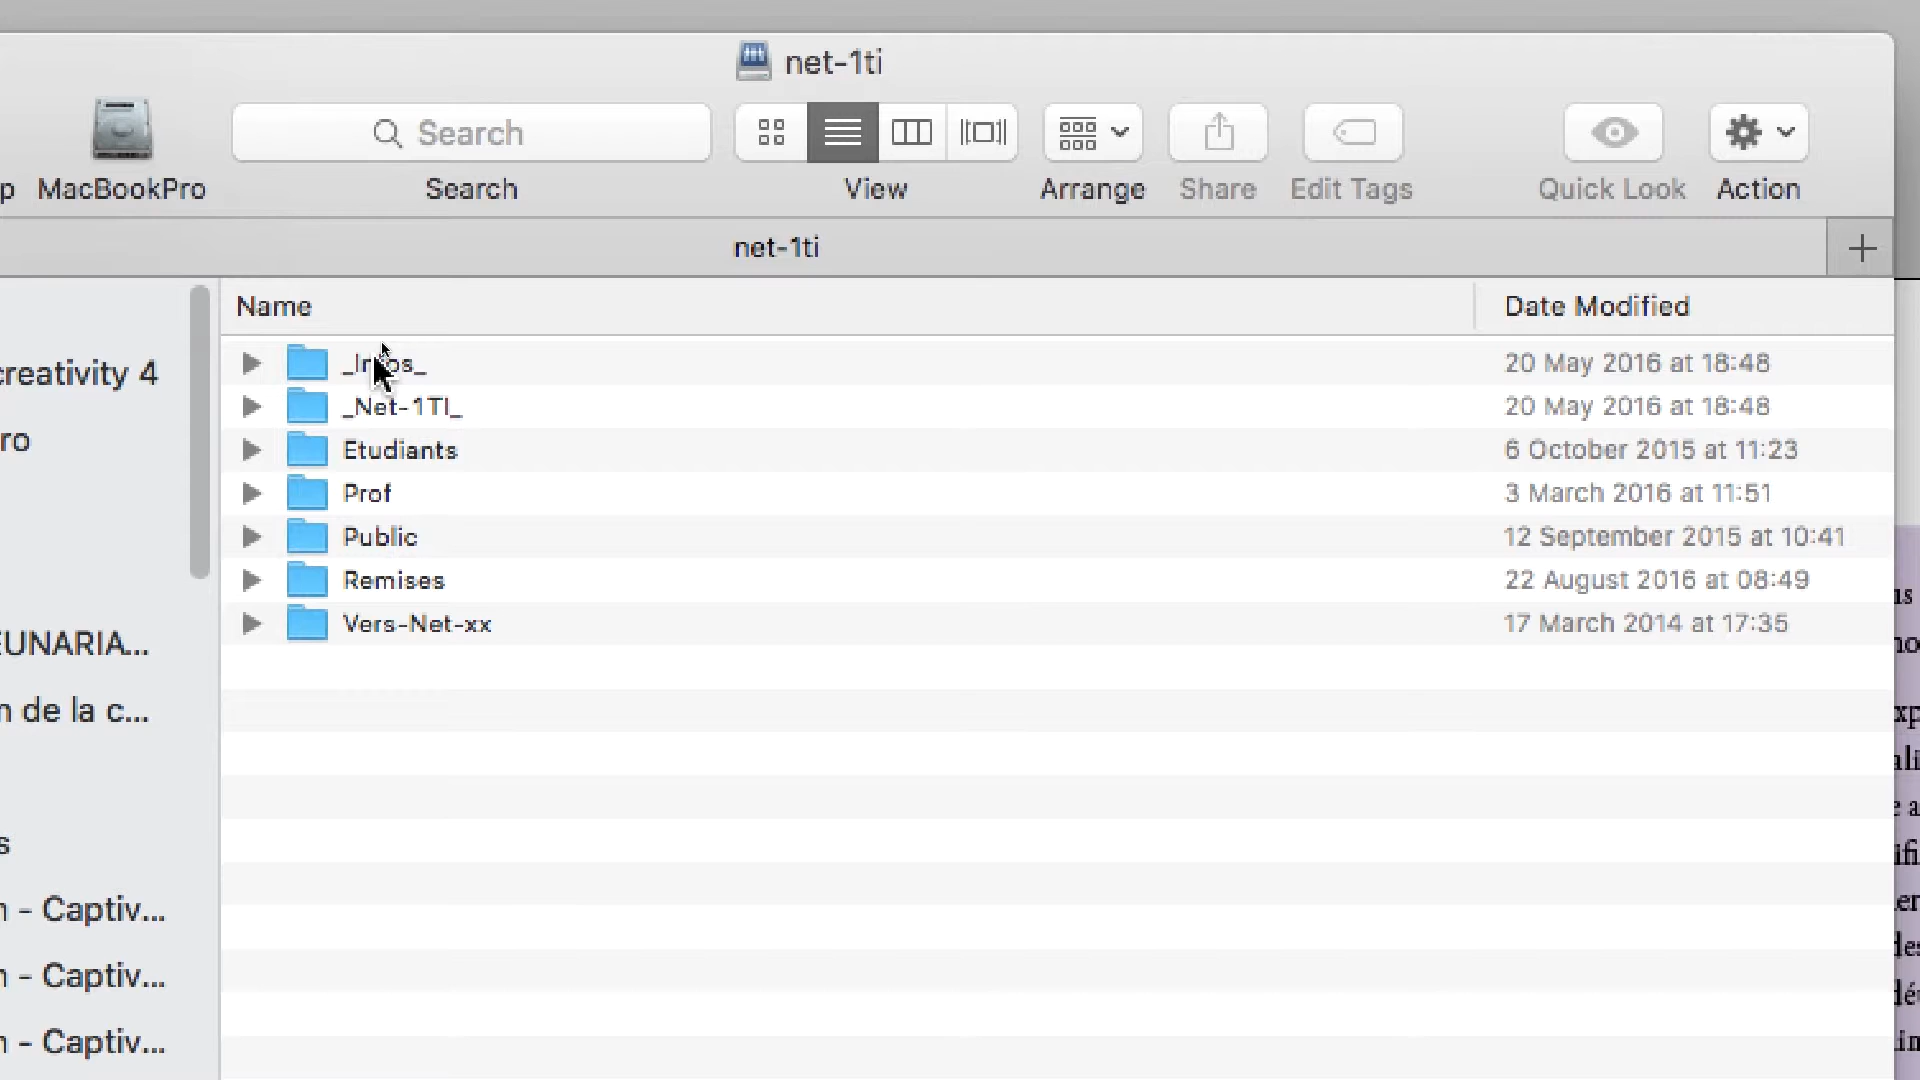 net-1ti
Search
p MacBookPro Search View Arrange Share Edit Tags Quick Look Action
net-1ti
Name Date Modified
20 May 2016 at 18:48
_Net-1TI_ 20 May 2016 at 18:48
Etudiants 6 October 2015 at 11:23
Prof 3 March 2016 at 11:51
Public 12 September 2015 at 10:41
Remises 22 August 2016 at 08:49
Vers-Net-xx 17 March 2014 at 17:35
creativity 4
ro
EUNARIA...
n de la c...
s
n - Captiv...
n - Captiv...
n - Captiv...